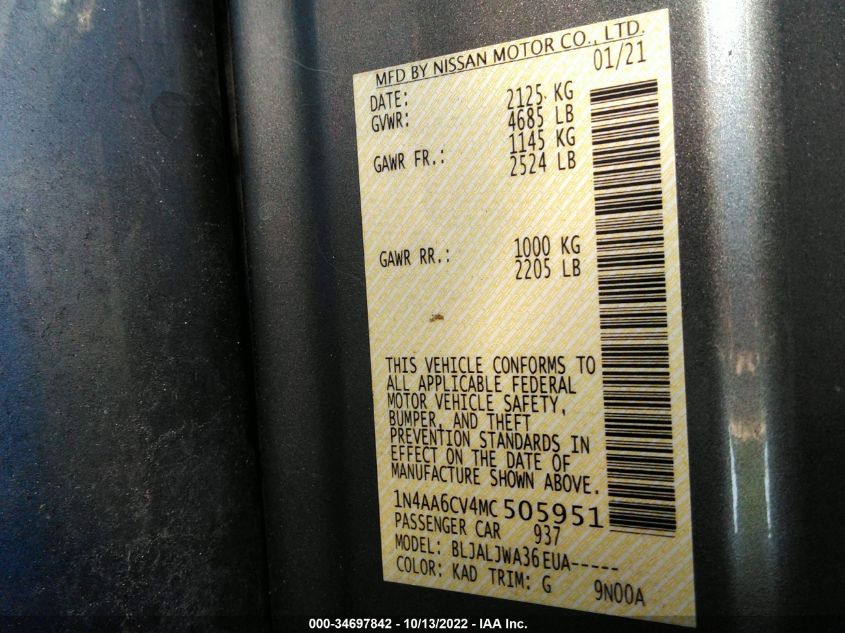 MFD BY NISSAN MOTOR CO., LTD.
DATE: 01/21
GVWR: 2125 KG
4685 LB
GAWR FR.: 1145 KG
2524 LB
GAWR RR.: 1000 KG
2205 LB
THIS VEHICLE CONFORMS TO
ALL APPLICABLE FEDERAL
MOTOR VEHICLE SAFETY,
BUMPER, AND THEFT
PREVENTION STANDARDS IN
EFFECT ON THE DATE OF
MANUFACTURE SHOWN ABOVE.
1N4AA6CV4MC505951
PASSENGER CAR 937
MODEL: BLJALJWA36EUA-----
COLOR: KAD TRIM: G 9N00A
000-34697842 - 10/13/2022 - IAA Inc.